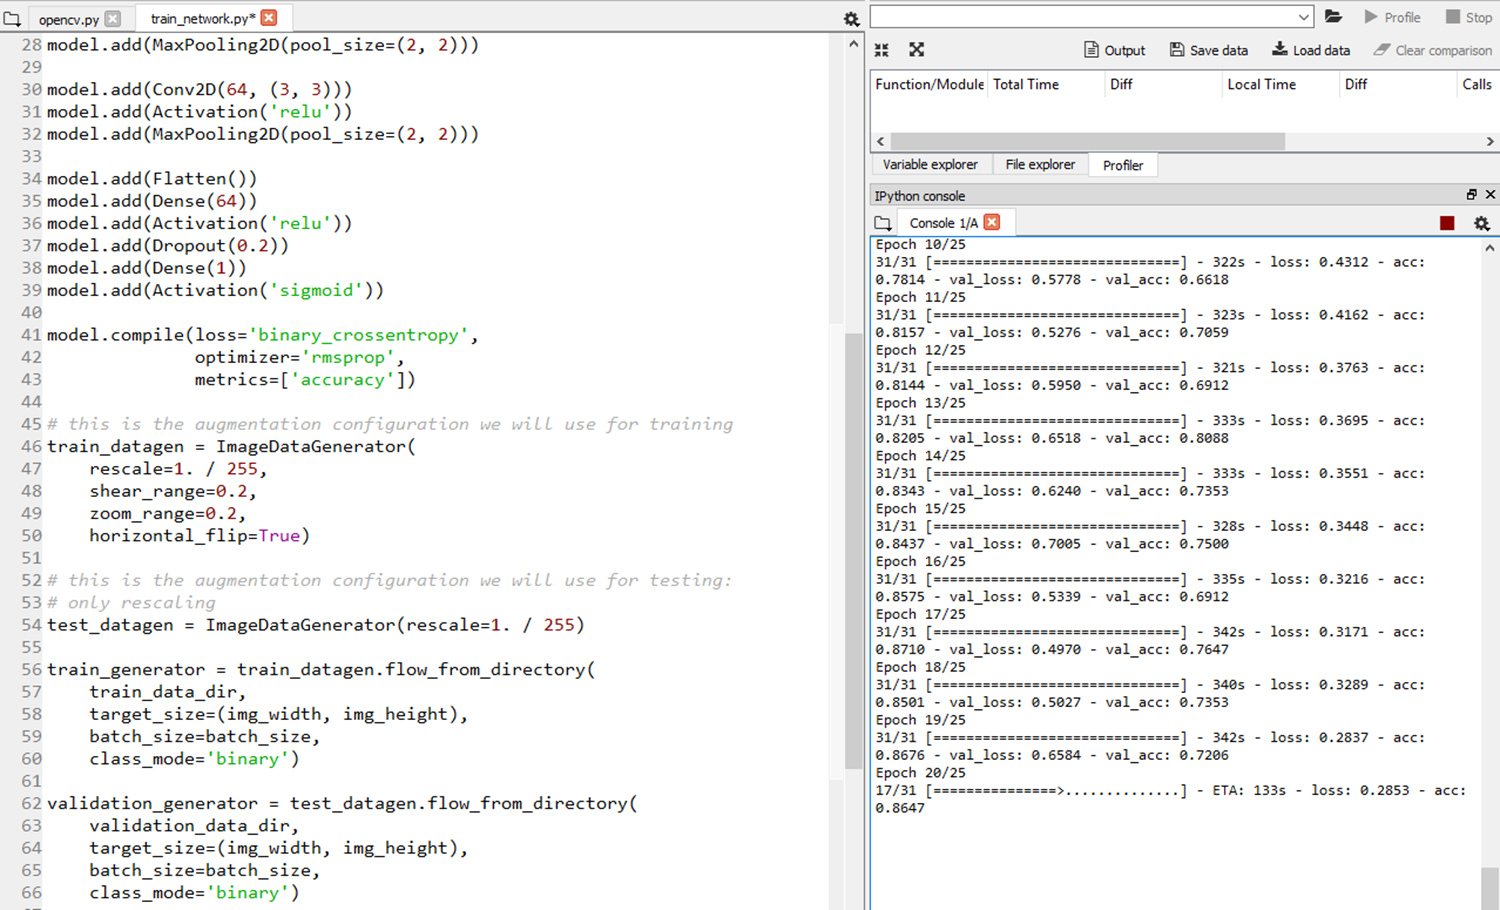 opencv.py
train_network.py*
28 model.add(MaxPooling2D(pool_size=(2, 2)))
29
30 model.add(Conv2D(64, (3, 3)))
31 model.add(Activation('relu'))
32 model.add(MaxPooling2D(pool_size=(2, 2)))
33
34 model.add(Flatten())
35 model.add(Dense(64))
36 model.add(Activation('relu'))
37 model.add(Dropout(0.2))
38 model.add(Dense(1))
39 model.add(Activation('sigmoid'))
40
41 model.compile(loss='binary_crossentropy',
42 optimizer='rmsprop',
43 metrics=['accuracy'])
44
45 # this is the augmentation configuration we will use for training
46 train_datagen = ImageDataGenerator(
47 rescale=1. / 255,
48 shear_range=0.2,
49 zoom_range=0.2,
50 horizontal_flip=True)
51
52 # this is the augmentation configuration we will use for testing:
53 # only rescaling
54 test_datagen = ImageDataGenerator(rescale=1. / 255)
55
56 train_generator = train_datagen.flow_from_directory(
57 train_data_dir,
58 target_size=(img_width, img_height),
59 batch_size=batch_size,
60 class_mode='binary')
61
62 validation_generator = test_datagen.flow_from_directory(
63 validation_data_dir,
64 target_size=(img_width, img_height),
65 batch_size=batch_size,
66 class_mode='binary')
Profile Stop
Output Save data Load data Clear comparison
Function/Module Total Time Diff Local Time Diff Calls
Variable explorer File explorer Profiler
IPython console
Console 1/A
Epoch 10/25
31/31 [==============================] - 322s - loss: 0.4312 - acc:
0.7814 - val_loss: 0.5778 - val_acc: 0.6618
Epoch 11/25
31/31 [==============================] - 323s - loss: 0.4162 - acc:
0.8157 - val_loss: 0.5276 - val_acc: 0.7059
Epoch 12/25
31/31 [==============================] - 321s - loss: 0.3763 - acc:
0.8144 - val_loss: 0.5950 - val_acc: 0.6912
Epoch 13/25
31/31 [==============================] - 333s - loss: 0.3695 - acc:
0.8205 - val_loss: 0.6518 - val_acc: 0.8088
Epoch 14/25
31/31 [==============================] - 333s - loss: 0.3551 - acc:
0.8343 - val_loss: 0.6240 - val_acc: 0.7353
Epoch 15/25
31/31 [==============================] - 328s - loss: 0.3448 - acc:
0.8437 - val_loss: 0.7005 - val_acc: 0.7500
Epoch 16/25
31/31 [==============================] - 335s - loss: 0.3216 - acc:
0.8575 - val_loss: 0.5339 - val_acc: 0.6912
Epoch 17/25
31/31 [==============================] - 342s - loss: 0.3171 - acc:
0.8710 - val_loss: 0.4970 - val_acc: 0.7647
Epoch 18/25
31/31 [==============================] - 340s - loss: 0.3289 - acc:
0.8501 - val_loss: 0.5027 - val_acc: 0.7353
Epoch 19/25
31/31 [==============================] - 342s - loss: 0.2837 - acc:
0.8676 - val_loss: 0.6584 - val_acc: 0.7206
Epoch 20/25
17/31 [===============>..............] - ETA: 133s - loss: 0.2853 - acc:
0.8647